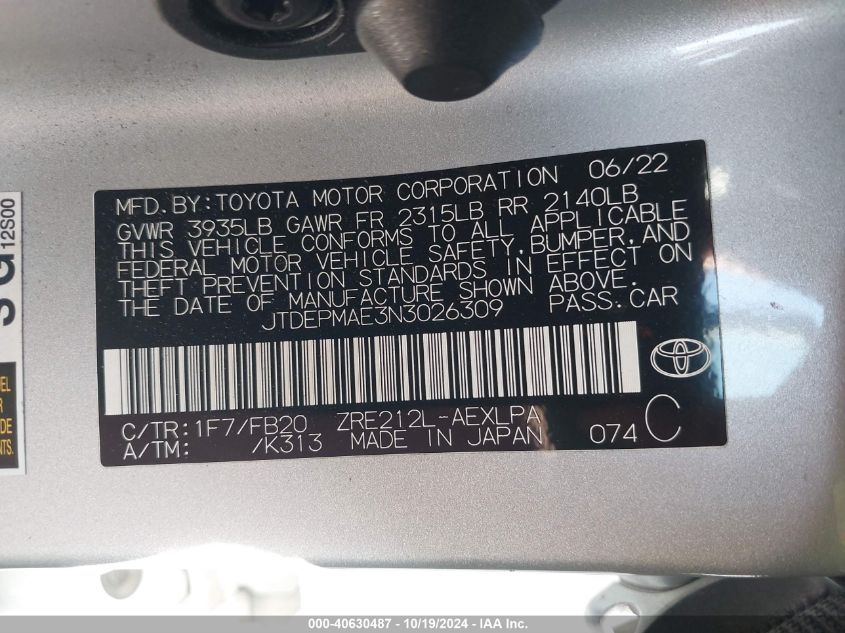 MFD.BY:TOYOTA MOTOR CORPORATION 06/22
GVWR 3935LB GAWR FR 2315LB RR 2140LB
THIS VEHICLE CONFORMS TO ALL APPLICABLE
FEDERAL MOTOR VEHICLE SAFETY,BUMPER,AND
THEFT PREVENTION STANDARDS IN EFFECT ON
THE DATE OF MANUFACTURE SHOWN ABOVE.
JTDEPMAE3N3026309 PASS.CAR
C/TR:1F7/FB20 ZRE212L-AEXLPA
A/TM: /K313 MADE IN JAPAN 074 C
12S00
000-40630487 - 10/19/2024 - IAA Inc.